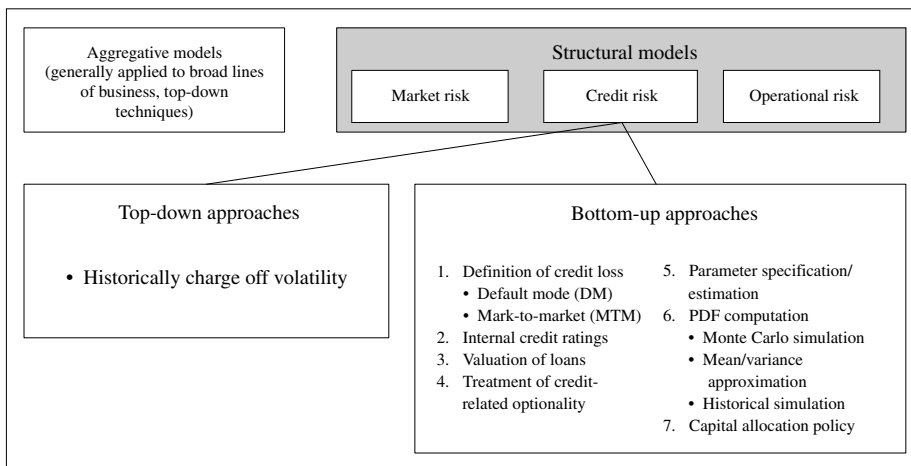 Aggregative models
(generally applied to broad lines
of business, top-down
techniques)
Structural models
Market risk
Credit risk
Operational risk
Top-down approaches
• Historically charge off volatility
Bottom-up approaches
1. Definition of credit loss
• Default mode (DM)
• Mark-to-market (MTM)
2. Internal credit ratings
3. Valuation of loans
4. Treatment of credit-
related optionality
5. Parameter specification/
estimation
6. PDF computation
• Monte Carlo simulation
• Mean/variance
approximation
• Historical simulation
7. Capital allocation policy